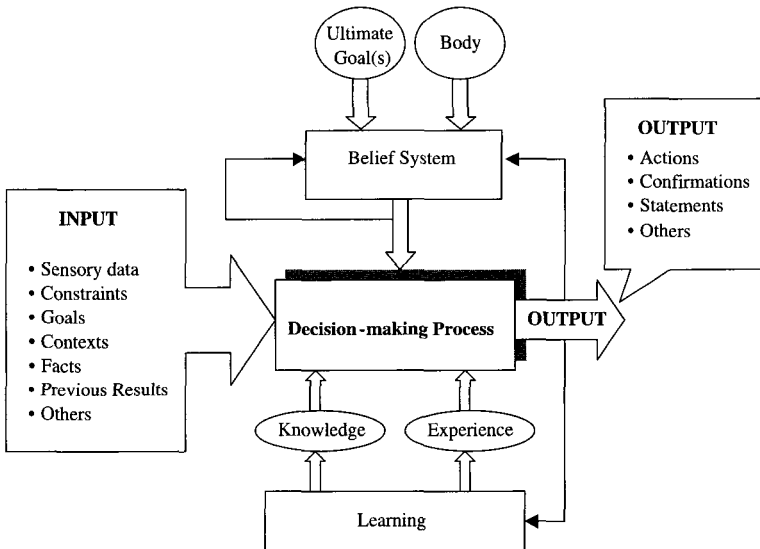 Ultimate
Goal(s)
Body
Belief System
OUTPUT
• Actions
• Confirmations
• Statements
• Others
INPUT
• Sensory data
• Constraints
• Goals
• Contexts
• Facts
• Previous Results
• Others
Decision-making Process
OUTPUT
Knowledge
Experience
Learning